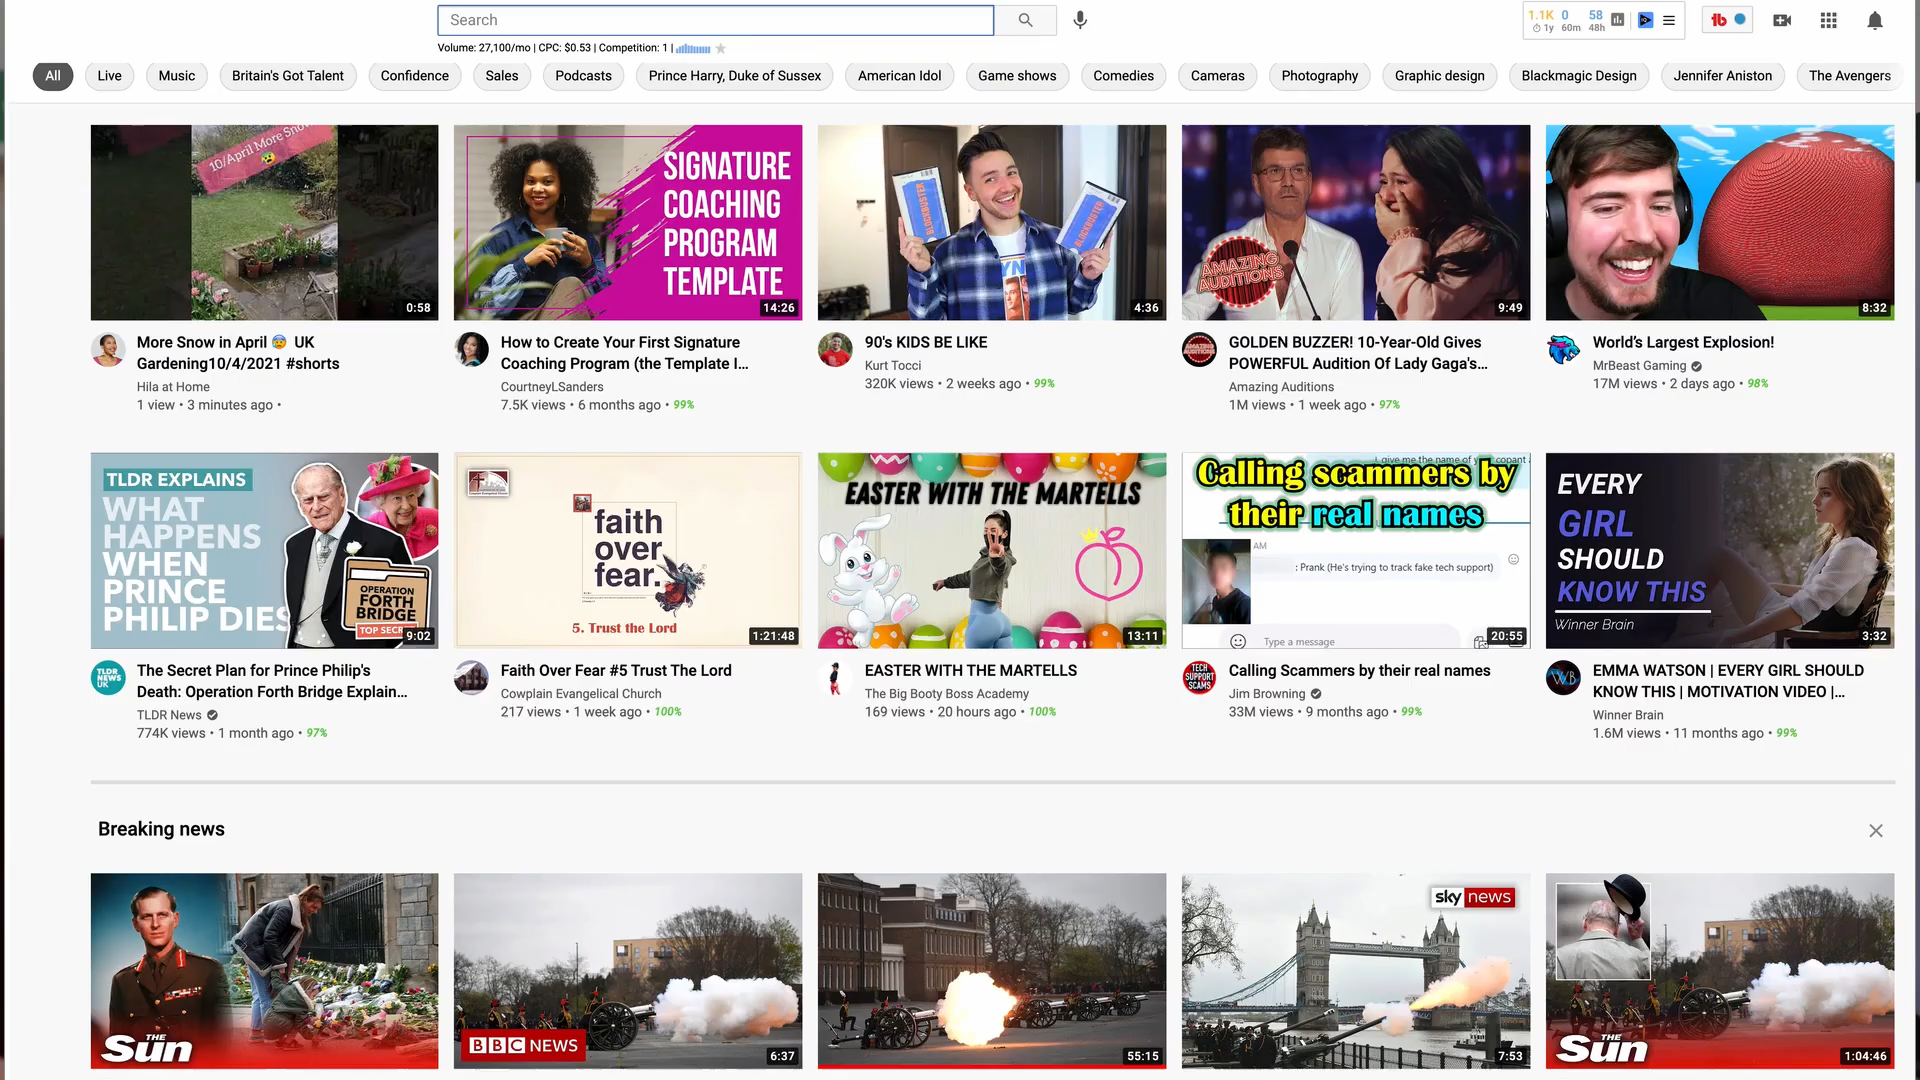 Search
1.1K 0 58
1y 60m 48h
Volume: 27,100/mo | CPC: $0.53 | Competition: 1 |
All Live Music Britain's Got Talent Confidence Sales Podcasts Prince Harry, Duke of Sussex American Idol Game shows Comedies Cameras Photography Graphic design Blackmagic Design Jennifer Aniston The Avengers
10/April More Snow
0:58
SIGNATURE
COACHING
PROGRAM
TEMPLATE
14:26
BLOCKBUSTER
BLOCKBUSTER
4:36
AMAZING
AUDITIONS
9:49
8:32
More Snow in April 😰 UK
Gardening10/4/2021 #shorts
Hila at Home
1 view • 3 minutes ago •
How to Create Your First Signature
Coaching Program (the Template I...
CourtneyLSanders
7.5K views • 6 months ago • 99%
90's KIDS BE LIKE
Kurt Tocci
320K views • 2 weeks ago • 99%
GOLDEN BUZZER! 10-Year-Old Gives
POWERFUL Audition Of Lady Gaga's...
Amazing Auditions
1M views • 1 week ago • 97%
World's Largest Explosion!
MrBeast Gaming
17M views • 2 days ago • 98%
TLDR EXPLAINS
WHAT
HAPPENS
WHEN
PRINCE
PHILIP DIES
OPERATION
FORTH
BRIDGE
TOP SECRET
9:02
faith
over
fear.
5. Trust the Lord
1:21:48
EASTER WITH THE MARTELLS
13:11
Calling scammers by
their real names
AM
: Prank (He's trying to track fake tech support)
Type a message
20:55
EVERY
GIRL
SHOULD
KNOW THIS
Winner Brain
3:32
TLDR
NEWS
UK
The Secret Plan for Prince Philip's
Death: Operation Forth Bridge Explain...
TLDR News
774K views • 1 month ago • 97%
Faith Over Fear #5 Trust The Lord
Cowplain Evangelical Church
217 views • 1 week ago • 100%
EASTER WITH THE MARTELLS
The Big Booty Boss Academy
169 views • 20 hours ago • 100%
TECH
SUPPORT
SCAMS
Calling Scammers by their real names
Jim Browning
33M views • 9 months ago • 99%
WB
EMMA WATSON | EVERY GIRL SHOULD
KNOW THIS | MOTIVATION VIDEO |...
Winner Brain
1.6M views • 11 months ago • 99%
Breaking news
THE
Sun
BBC NEWS
6:37
55:15
sky news
7:53
THE
Sun
1:04:46